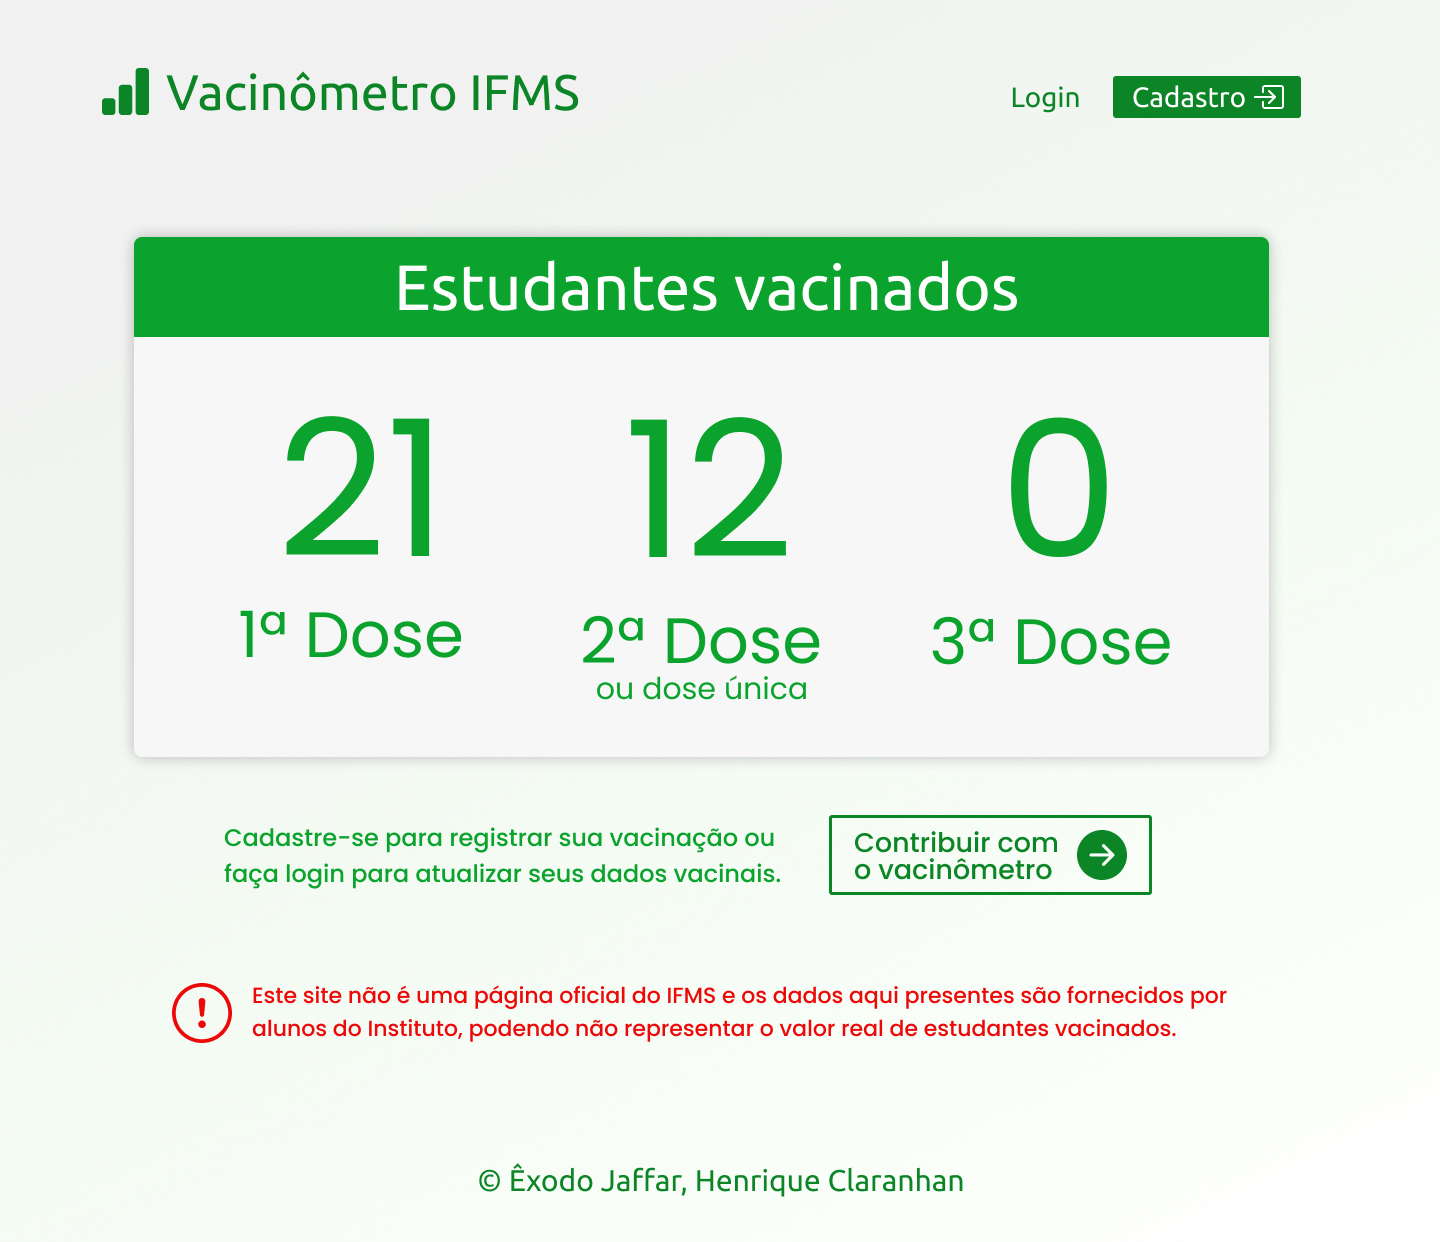 Vacinômetro IFMS
Login
Cadastro
Estudantes vacinados
21
12
0
1ª Dose
2ª Dose
3ª Dose
ou dose única
Cadastre-se para registrar sua vacinação ou
faça login para atualizar seus dados vacinais.
Contribuir com
o vacinômetro
Este site não é uma página oficial do IFMS e os dados aqui presentes são fornecidos por
alunos do Instituto, podendo não representar o valor real de estudantes vacinados.
© Êxodo Jaffar, Henrique Claranhan